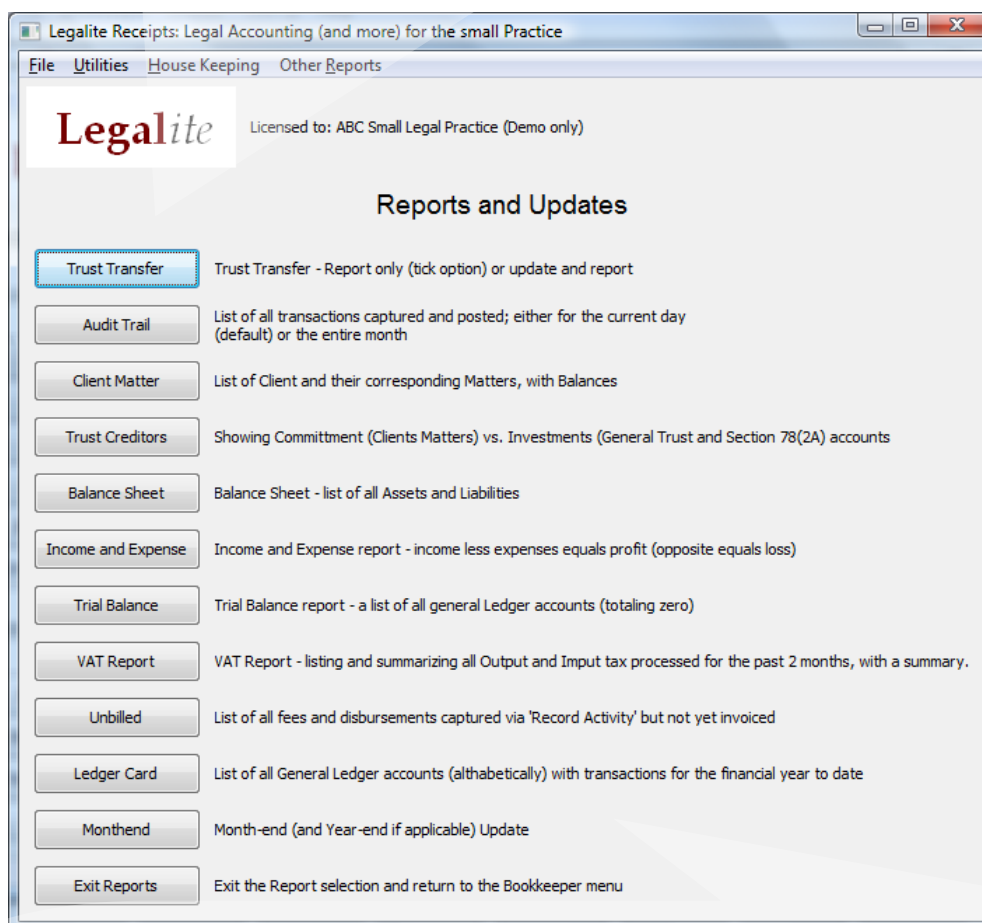 Legalite Receipts: Legal Accounting (and more) for the small Practice
File Utilities House Keeping Other Reports
Legalite
Licensed to: ABC Small Legal Practice (Demo only)
Reports and Updates
Trust Transfer Trust Transfer - Report only (tick option) or update and report
Audit Trail List of all transactions captured and posted; either for the current day
(default) or the entire month
Client Matter List of Client and their corresponding Matters, with Balances
Trust Creditors Showing Committment (Clients Matters) vs. Investments (General Trust and Section 78(2A) accounts
Balance Sheet Balance Sheet - list of all Assets and Liabilities
Income and Expense Income and Expense report - income less expenses equals profit (opposite equals loss)
Trial Balance Trial Balance report - a list of all general Ledger accounts (totaling zero)
VAT Report VAT Report - listing and summarizing all Output and Imput tax processed for the past 2 months, with a summary.
Unbilled List of all fees and disbursements captured via 'Record Activity' but not yet invoiced
Ledger Card List of all General Ledger accounts (althabetically) with transactions for the financial year to date
Monthend Month-end (and Year-end if applicable) Update
Exit Reports Exit the Report selection and return to the Bookkeeper menu